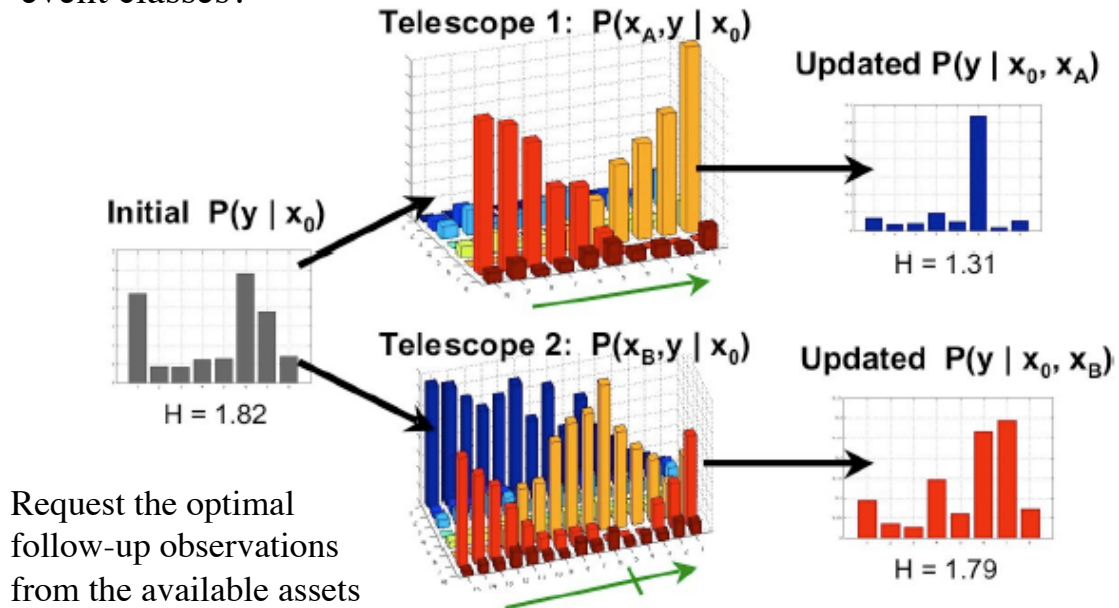 event classes?
Telescope 1: P(x_A,y | x_0)
Updated P(y | x_0, x_A)
Initial P(y | x_0)
H = 1.31
H = 1.82
Telescope 2: P(x_B,y | x_0)
Updated P(y | x_0, x_B)
H = 1.79
Request the optimal
follow-up observations
from the available assets